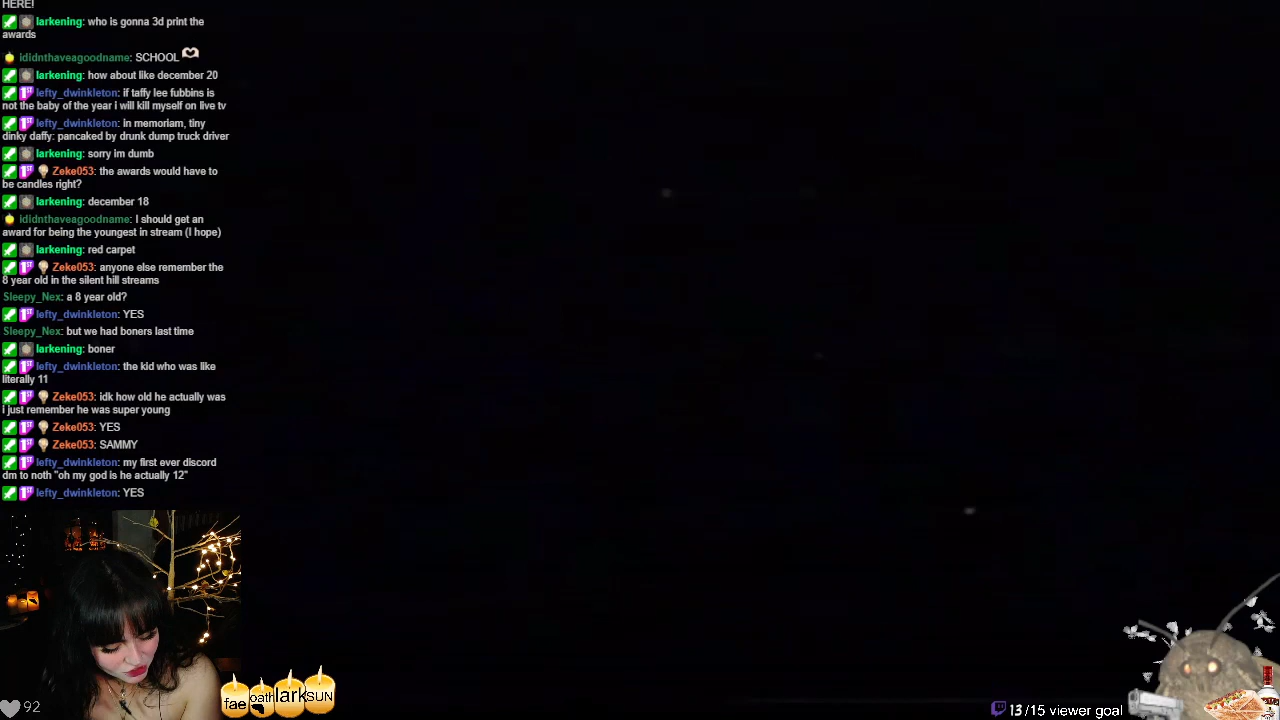 HERE!
larkening: who is gonna 3d print the
awards
ididnthaveagoodname: SCHOOL
larkening: how about like december 20
lefty_dwinkleton: if taffy lee fubbins is
not the baby of the year i will kill myself on live tv
lefty_dwinkleton: in memoriam, tiny
dinky daffy: pancaked by drunk dump truck driver
larkening: sorry im dumb
Zeke053: the awards would have to
be candles right?
larkening: december 18
ididnthaveagoodname: I should get an
award for being the youngest in stream (I hope)
larkening: red carpet
Zeke053: anyone else remember the
8 year old in the silent hill streams
Sleepy_Nex: a 8 year old?
lefty_dwinkleton: YES
Sleepy_Nex: but we had boners last time
larkening: boner
lefty_dwinkleton: the kid who was like
literally 11
Zeke053: idk how old he actually was
i just remember he was super young
Zeke053: YES
Zeke053: SAMMY
lefty_dwinkleton: my first ever discord
dm to noth "oh my god is he actually 12"
lefty_dwinkleton: YES
fae oath lark SUN
92
13/15 viewer goal